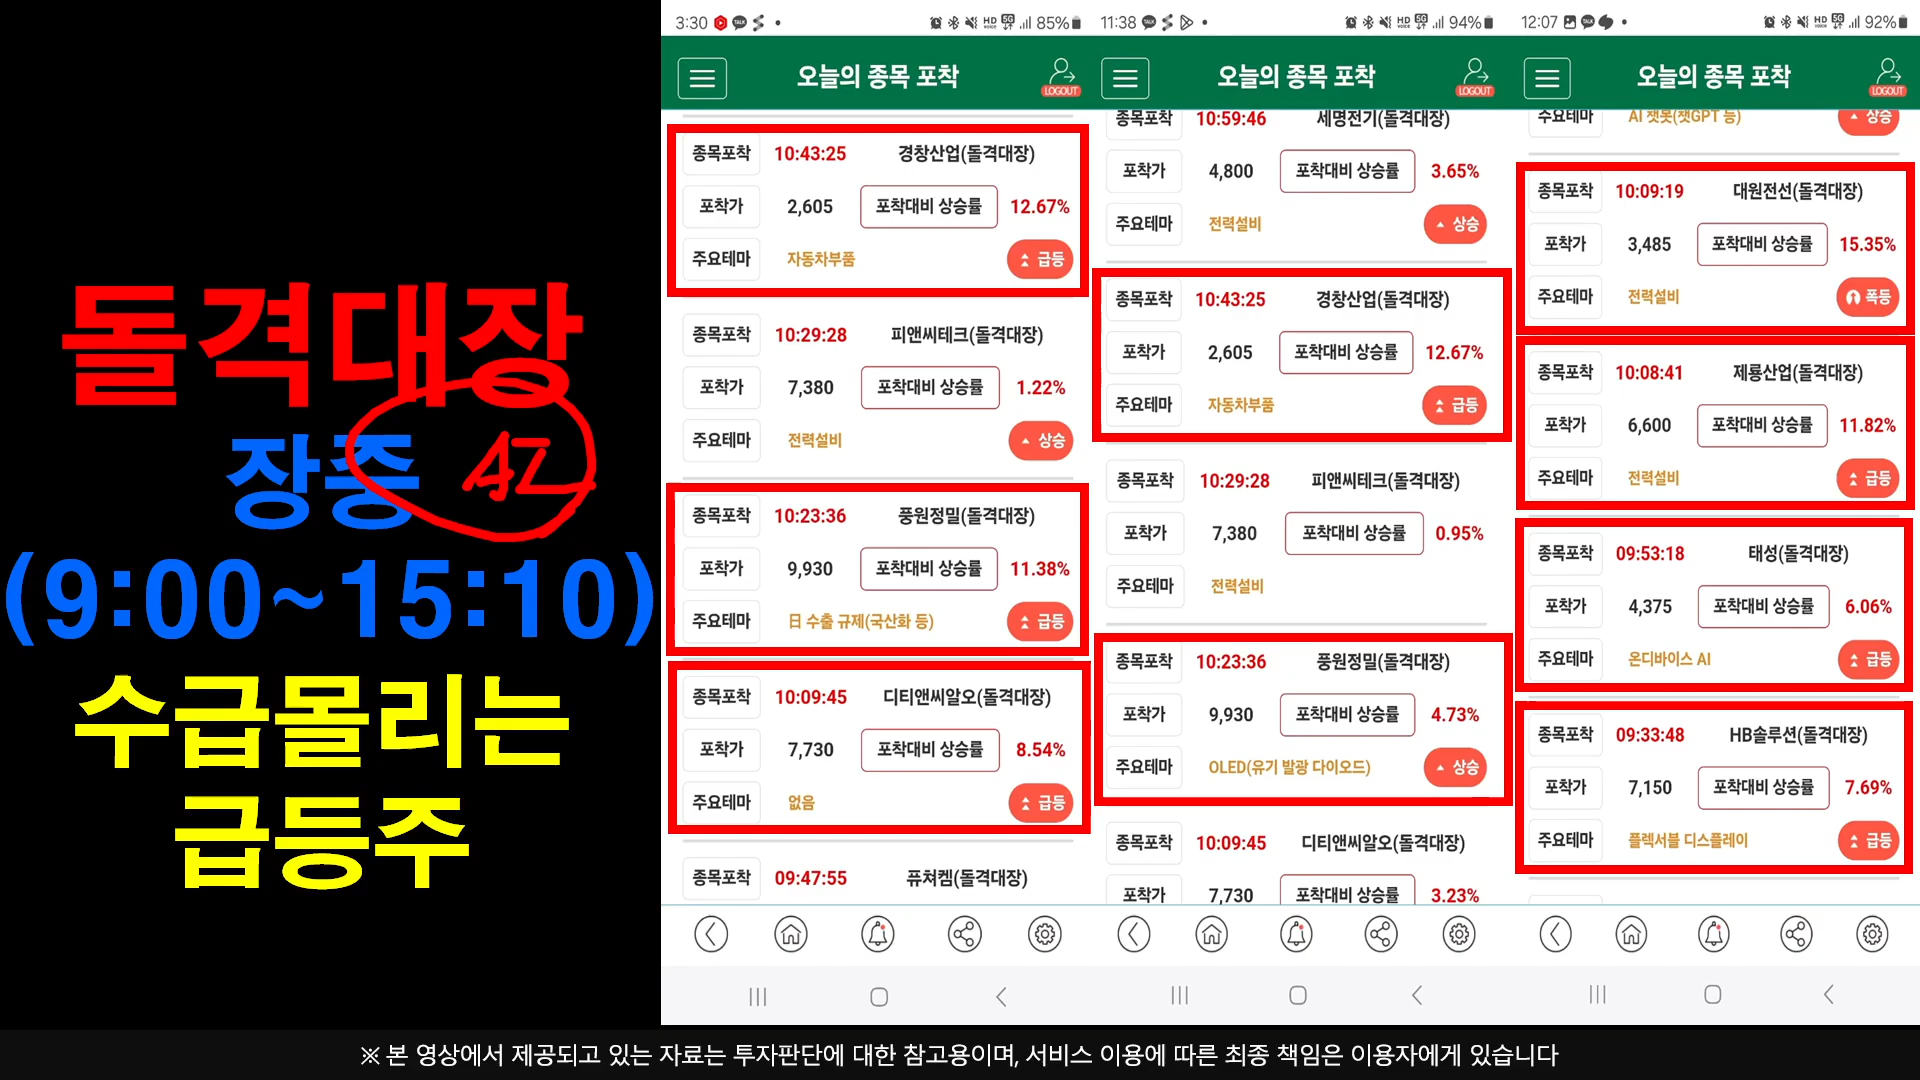 돌격대장
장중 AI
(9:00~15:10)
수급몰리는
급등주
3:30 85%
오늘의 종목 포착
LOGOUT
종목포착 10:43:25 경창산업(돌격대장)
포착가 2,605 포착대비 상승률 12.67%
주요테마 자동차부품 급등
종목포착 10:29:28 피앤씨테크(돌격대장)
포착가 7,380 포착대비 상승률 1.22%
주요테마 전력설비 상승
종목포착 10:23:36 풍원정밀(돌격대장)
포착가 9,930 포착대비 상승률 11.38%
주요테마 日 수출 규제(국산화 등) 급등
종목포착 10:09:45 디티앤씨알오(돌격대장)
포착가 7,730 포착대비 상승률 8.54%
주요테마 없음 급등
종목포착 09:47:55 퓨쳐켐(돌격대장)
11:38 94%
오늘의 종목 포착
LOGOUT
종목포착 10:59:46 세명전기(돌격대장)
포착가 4,800 포착대비 상승률 3.65%
주요테마 전력설비 상승
종목포착 10:43:25 경창산업(돌격대장)
포착가 2,605 포착대비 상승률 12.67%
주요테마 자동차부품 급등
종목포착 10:29:28 피앤씨테크(돌격대장)
포착가 7,380 포착대비 상승률 0.95%
주요테마 전력설비
종목포착 10:23:36 풍원정밀(돌격대장)
포착가 9,930 포착대비 상승률 4.73%
주요테마 OLED(유기 발광 다이오드) 상승
종목포착 10:09:45 디티앤씨알오(돌격대장)
포착가 7,730 포착대비 상승률 3.23%
12:07 92%
오늘의 종목 포착
LOGOUT
주요테마 AI 챗봇(챗GPT 등) 상승
종목포착 10:09:19 대원전선(돌격대장)
포착가 3,485 포착대비 상승률 15.35%
주요테마 전력설비 폭등
종목포착 10:08:41 제룡산업(돌격대장)
포착가 6,600 포착대비 상승률 11.82%
주요테마 전력설비 급등
종목포착 09:53:18 태성(돌격대장)
포착가 4,375 포착대비 상승률 6.06%
주요테마 온디바이스 AI 급등
종목포착 09:33:48 HB솔루션(돌격대장)
포착가 7,150 포착대비 상승률 7.69%
주요테마 플렉서블 디스플레이 급등
※ 본 영상에서 제공되고 있는 자료는 투자판단에 대한 참고용이며, 서비스 이용에 따른 최종 책임은 이용자에게 있습니다